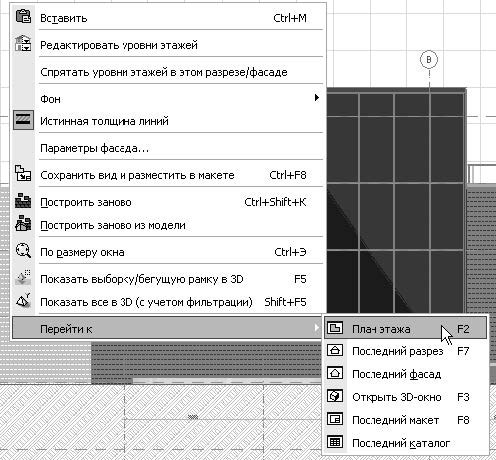 Вставить Ctrl+M
Редактировать уровни этажей
Спрятать уровни этажей в этом разрезе/фасаде
Фон
Истинная толщина линий
Параметры фасада...
Сохранить вид и разместить в макете Ctrl+F8
Построить заново Ctrl+Shift+K
Построить заново из модели
По размеру окна Ctrl+Э
Показать выборку/бегущую рамку в 3D F5
Показать все в 3D (с учетом фильтрации) Shift+F5
Перейти к
План этажа F2
Последний разрез F7
Последний фасад
Открыть 3D-окно F3
Последний макет F8
Последний каталог
В